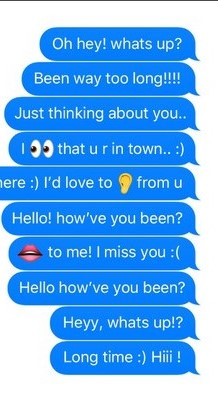 Oh hey! whats up?
Been way too long!!!!
Just thinking about you..
I 👀 that u r in town.. :)
:) I'd love to 👂 from u
Hello! how've you been?
👄 to me! I miss you :(
Hello how've you been?
Heyy, whats up!?
Long time :) Hiii !